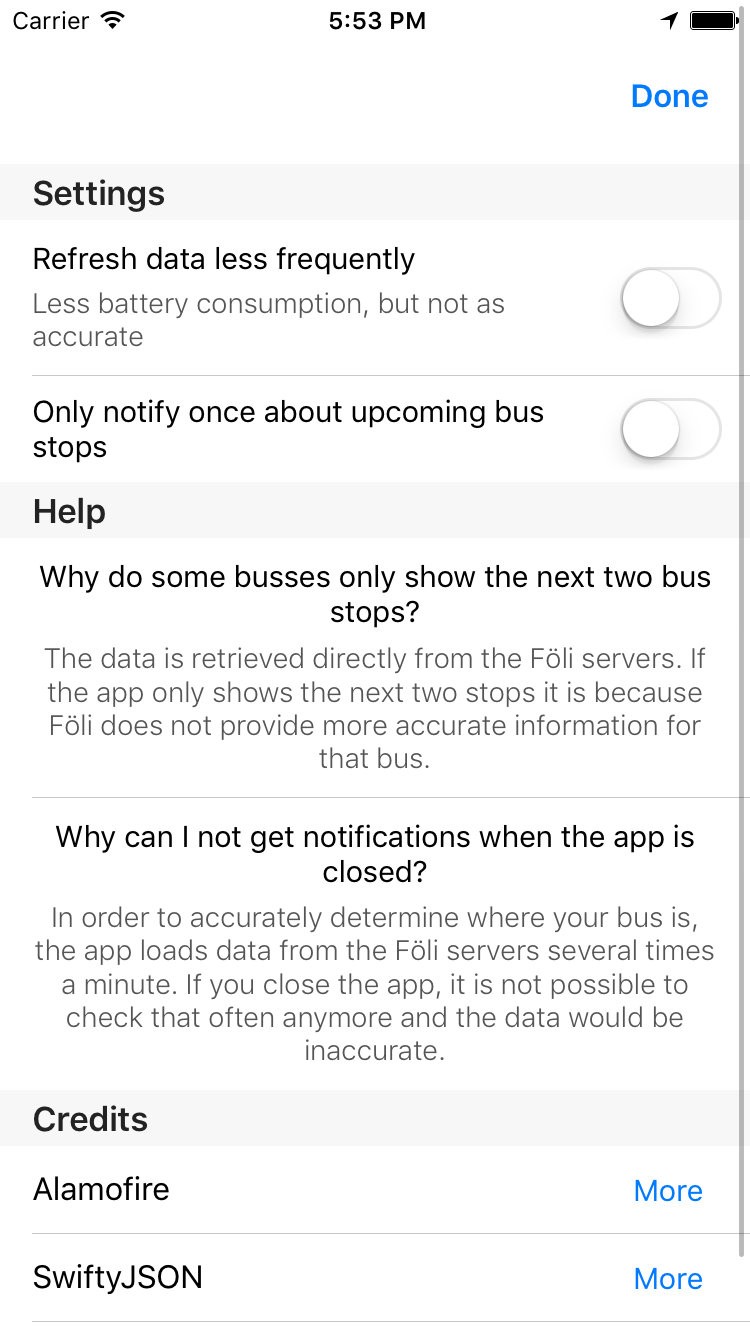 Carrier 5:53 PM
Done
Settings
Refresh data less frequently
Less battery consumption, but not as
accurate
Only notify once about upcoming bus
stops
Help
Why do some busses only show the next two bus
stops?
The data is retrieved directly from the Föli servers. If
the app only shows the next two stops it is because
Föli does not provide more accurate information for
that bus.
Why can I not get notifications when the app is
closed?
In order to accurately determine where your bus is,
the app loads data from the Föli servers several times
a minute. If you close the app, it is not possible to
check that often anymore and the data would be
inaccurate.
Credits
Alamofire More
SwiftyJSON More